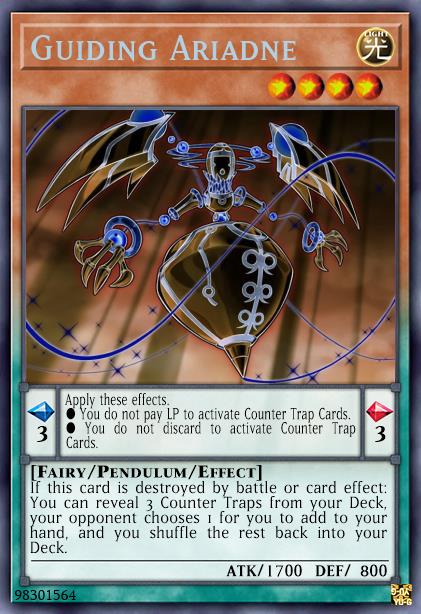 Guiding Ariadne
LIGHT
光
Apply these effects.
● You do not pay LP to activate Counter Trap Cards.
● You do not discard to activate Counter Trap
Cards.
3
3
[Fairy/Pendulum/Effect]
If this card is destroyed by battle or card effect:
You can reveal 3 Counter Traps from your Deck,
your opponent chooses 1 for you to add to your
hand, and you shuffle the rest back into your
Deck.
ATK/1700 DEF/ 800
98301564